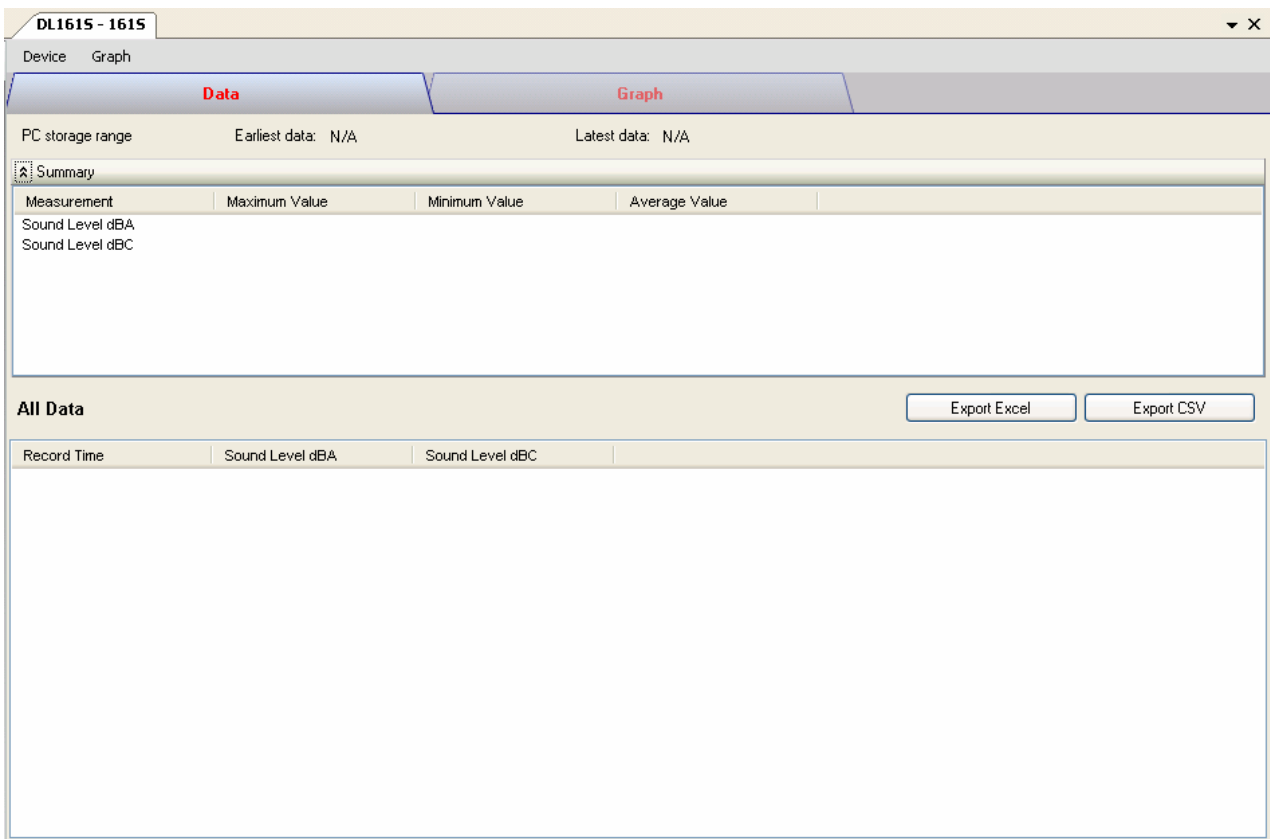 DL161S - 161S
Device Graph
Data Graph
PC storage range Earliest data: N/A Latest data: N/A
Summary
Measurement Maximum Value Minimum Value Average Value
Sound Level dBA
Sound Level dBC
All Data Export Excel Export CSV
Record Time Sound Level dBA Sound Level dBC